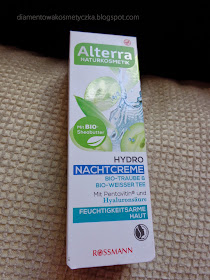 diamentowakosmetyczka.blogspot.com
Alterra
NATURKOSMETIK
Mit BIO-
Sheabutter
HYDRO
NACHTCREME
BIO-TRAUBE &
BIO-WEISSER TEE
Mit Pentavitin® und
Hyaluronsäure
FEUCHTIGKEITSARME
HAUT
ROSSMANN